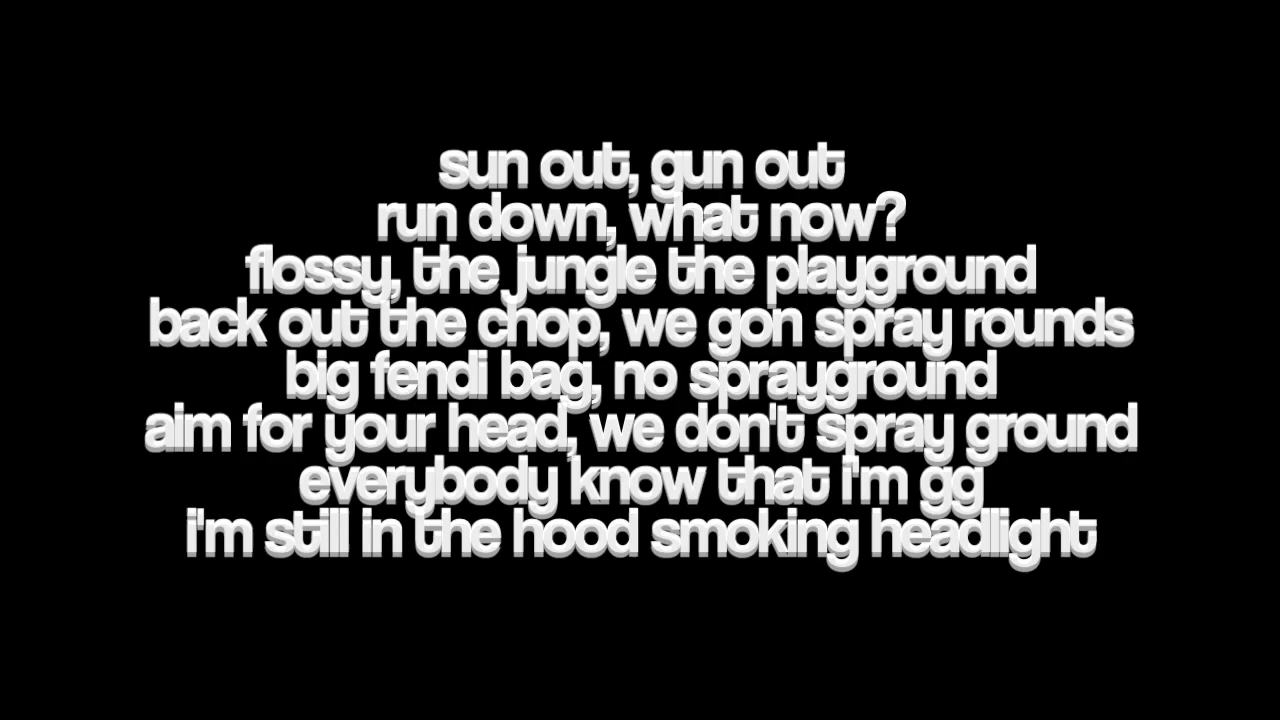 sun out, gun out
run down, what now?
flossy, the jungle the playground
back out the chop, we gon spray rounds
big fendi bag, no sprayground
aim for your head, we don't spray ground
everybody know that i'm gg
i'm still in the hood smoking headlight